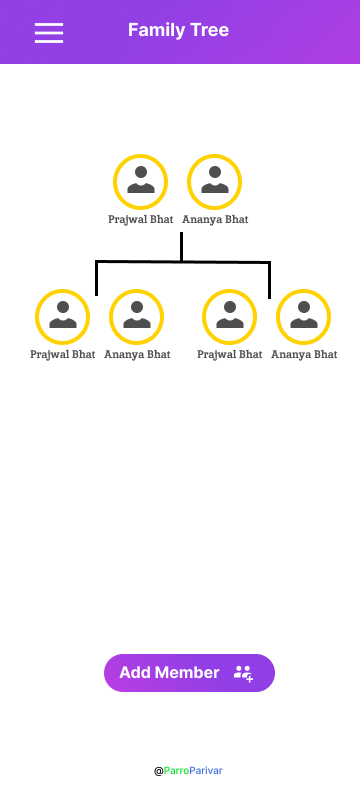 Family Tree
Prajwal Bhat Ananya Bhat
Prajwal Bhat Ananya Bhat Prajwal Bhat Ananya Bhat
Add Member
@ParroParivar